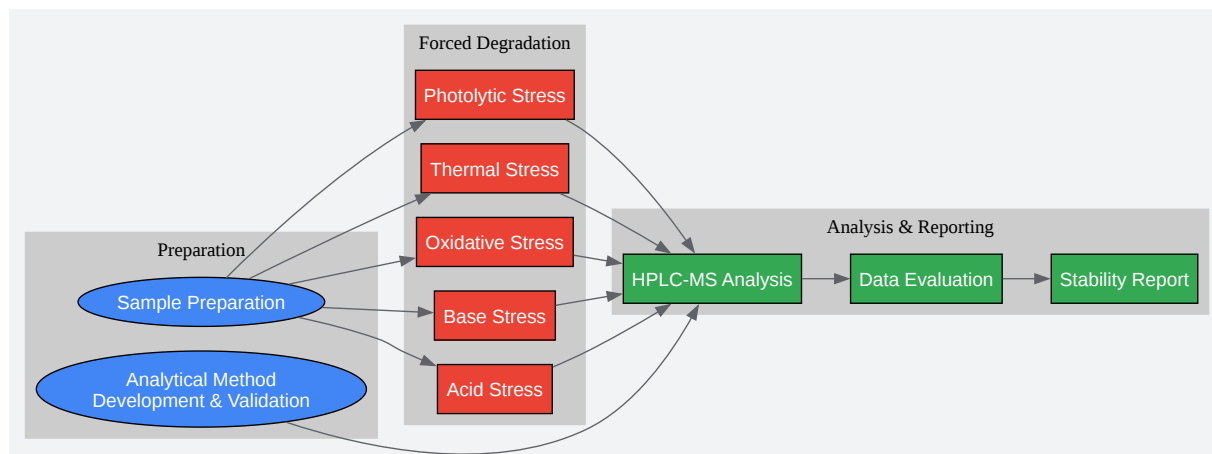 Preparation
Sample Preparation
Analytical Method
Development & Validation
Forced Degradation
Photolytic Stress
Thermal Stress
Oxidative Stress
Base Stress
Acid Stress
Analysis & Reporting
HPLC-MS Analysis
Data Evaluation
Stability Report